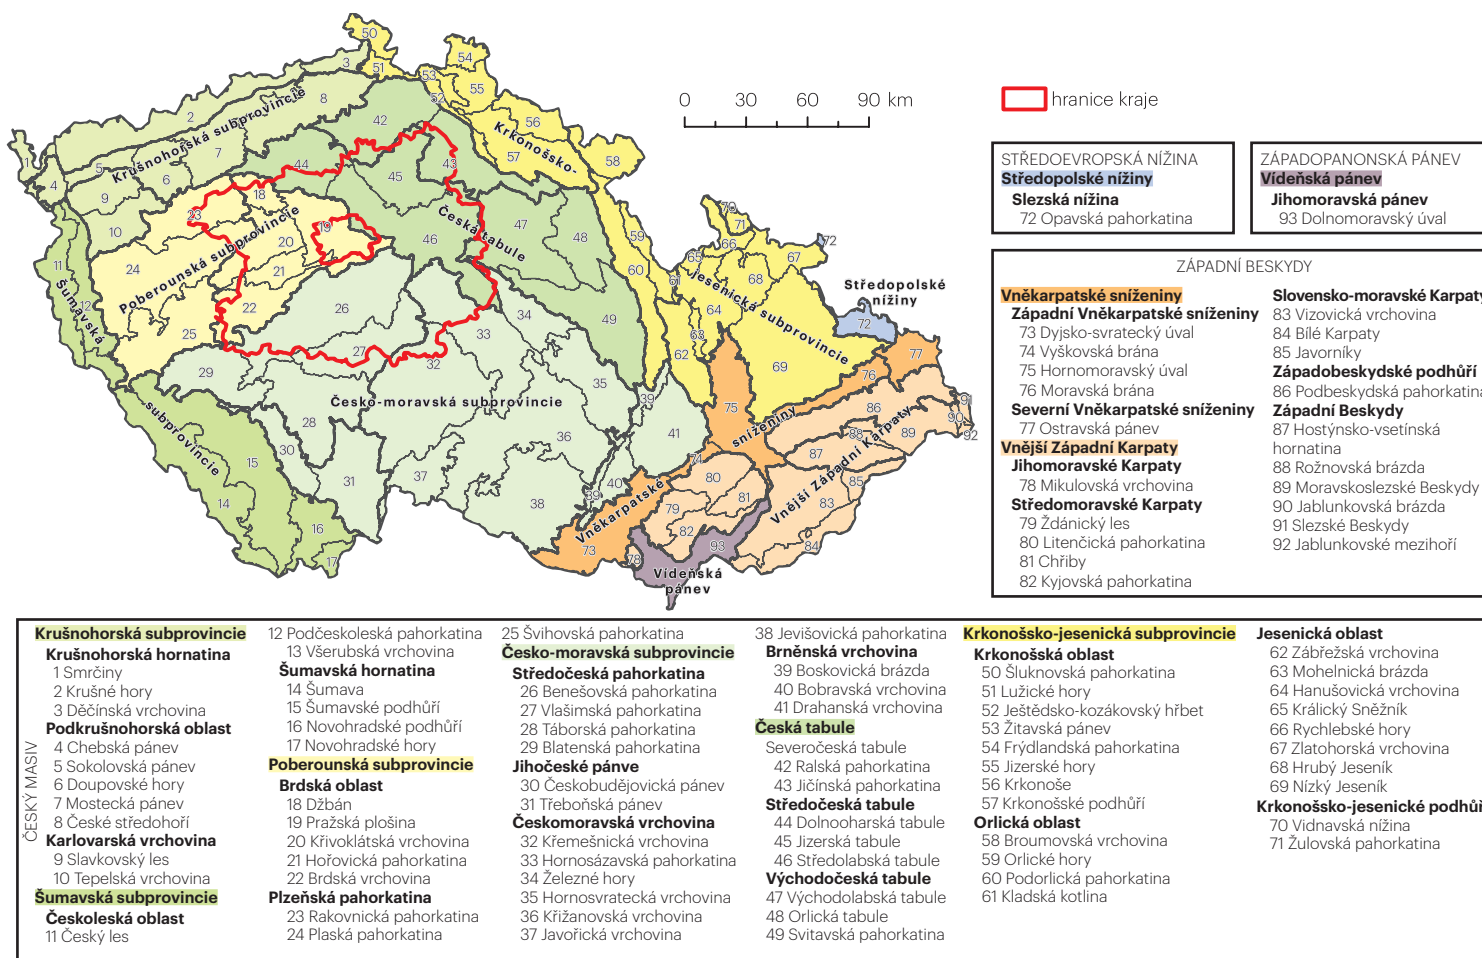 0 30 60 90 km
hranice kraje
Krušnohorská subprovincie
Krkonošsko-
jesenická subprovincie
Poberounská subprovincie
Česká tabule
Šumavská
subprovincie
Česko-moravská subprovincie
Středopolské
nížiny
Vněkarpatské
sníženiny
Vnější Západní Karpaty
Vídeňská
pánev
STŘEDOEVROPSKÁ NÍŽINA
Středopolské nížiny
Slezská nížina
72 Opavská pahorkatina
ZÁPADOPANONSKÁ PÁNEV
Vídeňská pánev
Jihomoravská pánev
93 Dolnomoravský úval
ZÁPADNÍ BESKYDY
Vněkarpatské sníženiny
Západní Vněkarpatské sníženiny
73 Dyjsko-svratecký úval
74 Vyškovská brána
75 Hornomoravský úval
76 Moravská brána
Severní Vněkarpatské sníženiny
77 Ostravská pánev
Vnější Západní Karpaty
Jihomoravské Karpaty
78 Mikulovská vrchovina
Středomoravské Karpaty
79 Ždánický les
80 Litenčická pahorkatina
81 Chřiby
82 Kyjovská pahorkatina
Slovensko-moravské Karpaty
83 Vizovická vrchovina
84 Bílé Karpaty
85 Javorníky
Západobeskydské podhůří
86 Podbeskydská pahorkatina
Západní Beskydy
87 Hostýnsko-vsetínská
hornatina
88 Rožnovská brázda
89 Moravskoslezské Beskydy
90 Jablunkovská brázda
91 Slezské Beskydy
92 Jablunkovské mezihoří
ČESKÝ MASIV
Krušnohorská subprovincie
Krušnohorská hornatina
1 Smrčiny
2 Krušné hory
3 Děčínská vrchovina
Podkrušnohorská oblast
4 Chebská pánev
5 Sokolovská pánev
6 Doupovské hory
7 Mostecká pánev
8 České středohoří
Karlovarská vrchovina
9 Slavkovský les
10 Tepelská vrchovina
Šumavská subprovincie
Českoleská oblast
11 Český les
12 Podčeskoleská pahorkatina
13 Všerubská vrchovina
Šumavská hornatina
14 Šumava
15 Šumavské podhůří
16 Novohradské podhůří
17 Novohradské hory
Poberounská subprovincie
Brdská oblast
18 Džbán
19 Pražská plošina
20 Křivoklátská vrchovina
21 Hořovická pahorkatina
22 Brdská vrchovina
Plzeňská pahorkatina
23 Rakovnická pahorkatina
24 Plaská pahorkatina
25 Švihovská pahorkatina
Česko-moravská subprovincie
Středočeská pahorkatina
26 Benešovská pahorkatina
27 Vlašimská pahorkatina
28 Táborská pahorkatina
29 Blatenská pahorkatina
Jihočeské pánve
30 Českobudějovická pánev
31 Třeboňská pánev
Českomoravská vrchovina
32 Křemešnická vrchovina
33 Hornosázavská pahorkatina
34 Železné hory
35 Hornosvratecká vrchovina
36 Křižanovská vrchovina
37 Javořická vrchovina
38 Jevišovická pahorkatina
Brněnská vrchovina
39 Boskovická brázda
40 Bobravská vrchovina
41 Drahanská vrchovina
Česká tabule
Severočeská tabule
42 Ralská pahorkatina
43 Jičínská pahorkatina
Středočeská tabule
44 Dolnooharská tabule
45 Jizerská tabule
46 Středolabská tabule
Východočeská tabule
47 Východolabská tabule
48 Orlická tabule
49 Svitavská pahorkatina
Krkonošsko-jesenická subprovincie
Krkonošská oblast
50 Šluknovská pahorkatina
51 Lužické hory
52 Ještědsko-kozákovský hřbet
53 Žitavská pánev
54 Frýdlandská pahorkatina
55 Jizerské hory
56 Krkonoše
57 Krkonošské podhůří
Orlická oblast
58 Broumovská vrchovina
59 Orlické hory
60 Podorlická pahorkatina
61 Kladská kotlina
Jesenická oblast
62 Zábřežská vrchovina
63 Mohelnická brázda
64 Hanušovická vrchovina
65 Králický Sněžník
66 Rychlebské hory
67 Zlatohorská vrchovina
68 Hrubý Jeseník
69 Nízký Jeseník
Krkonošsko-jesenické podhůř
70 Vidnavská nížina
71 Žulovská pahorkatina